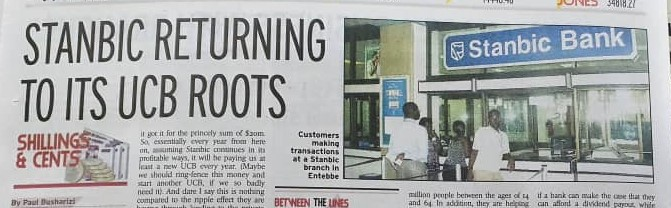 JONES 34818.27
STANBIC RETURNING
TO ITS UCB ROOTS
Stanbic Bank
SHILLINGS
& CENTS
By Paul Busharizi
it got it for the princely sum of $20m.
So, essentially every year from here
on, assuming Stanbic continues in its
profitable ways, it will be paying us at
least a new UCB every year. (Maybe
we should ring-fence this money and
start another UCB, if we so badly
need it). And dare I say this is nothing
compared to the ripple effect they are
Customers
making
transactions
at a Stanbic
branch in
Entebbe
BETWEEN THE LINES
million people between the ages of 14
and 64. In addition, they are helping
if a bank can make the case that they
can afford a dividend payout, while